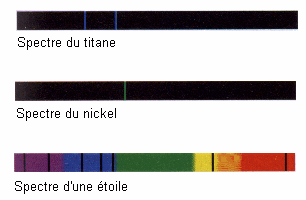 Spectre du titane
Spectre du nickel
Spectre d'une étoile